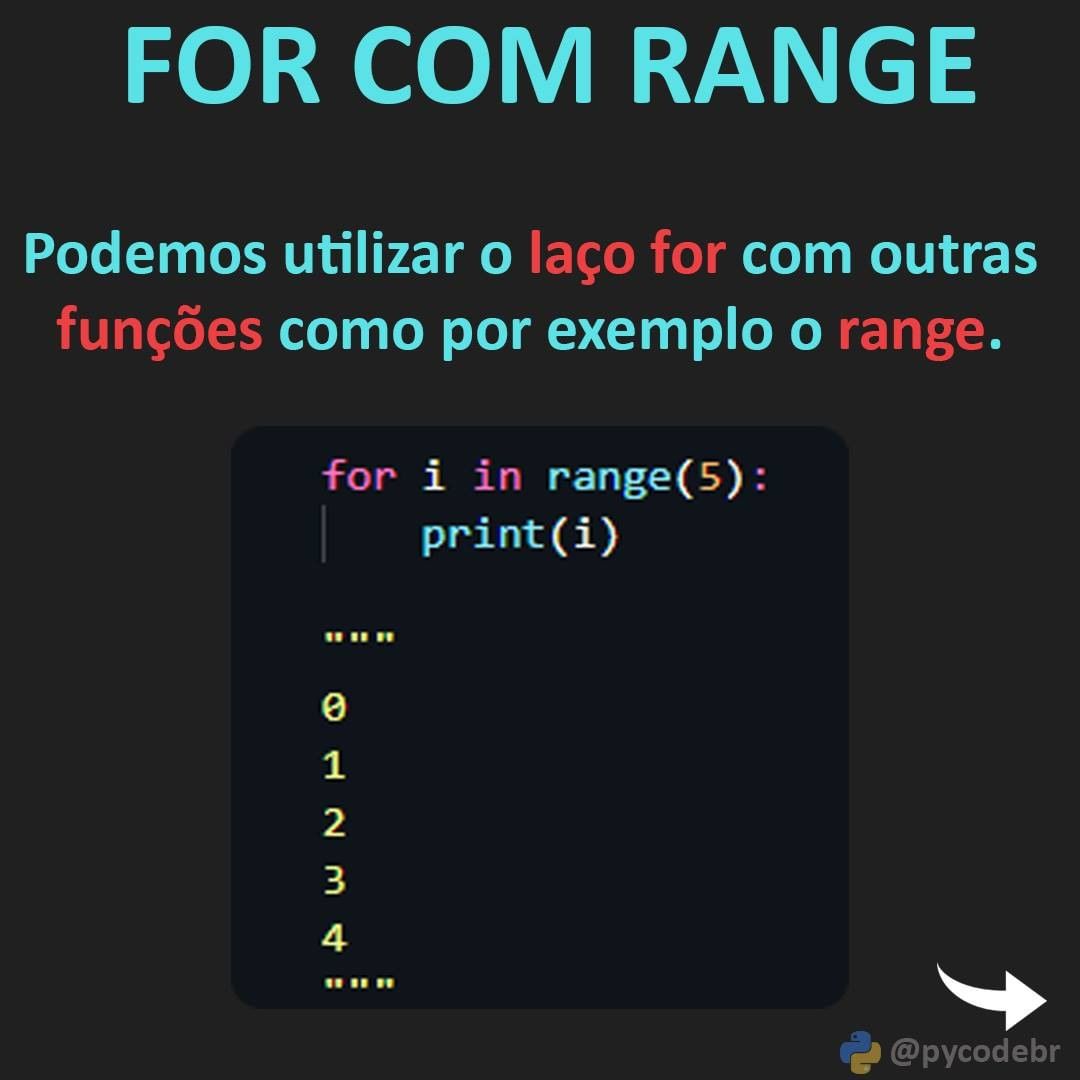 FOR COM RANGE
Podemos utilizar o laço for com outras
funções como por exemplo o range.
for i in range(5):
    print(i)
"""
0
1
2
3
4
"""
@pycodebr